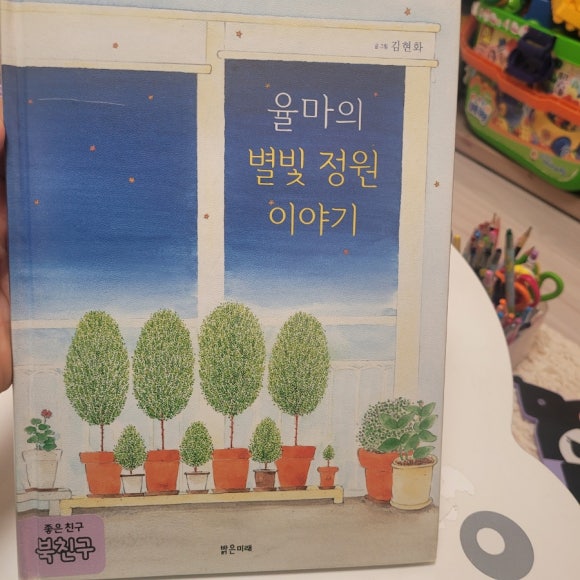 글·그림 김현화
율마의
별빛 정원
이야기
좋은 친구
북친구
밝은미래